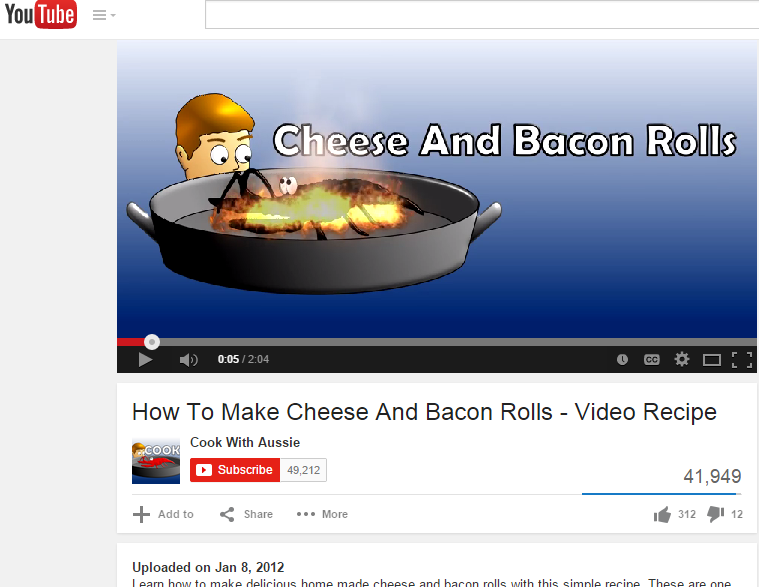 YouTube
Cheese And Bacon Rolls
0:05 / 2:04
CC
How To Make Cheese And Bacon Rolls - Video Recipe
COOK
Cook With Aussie
Subscribe 49,212
41,949
Add to Share More 312 12
Uploaded on Jan 8, 2012
Learn how to make delicious home made cheese and bacon rolls with this simple recipe. These are one